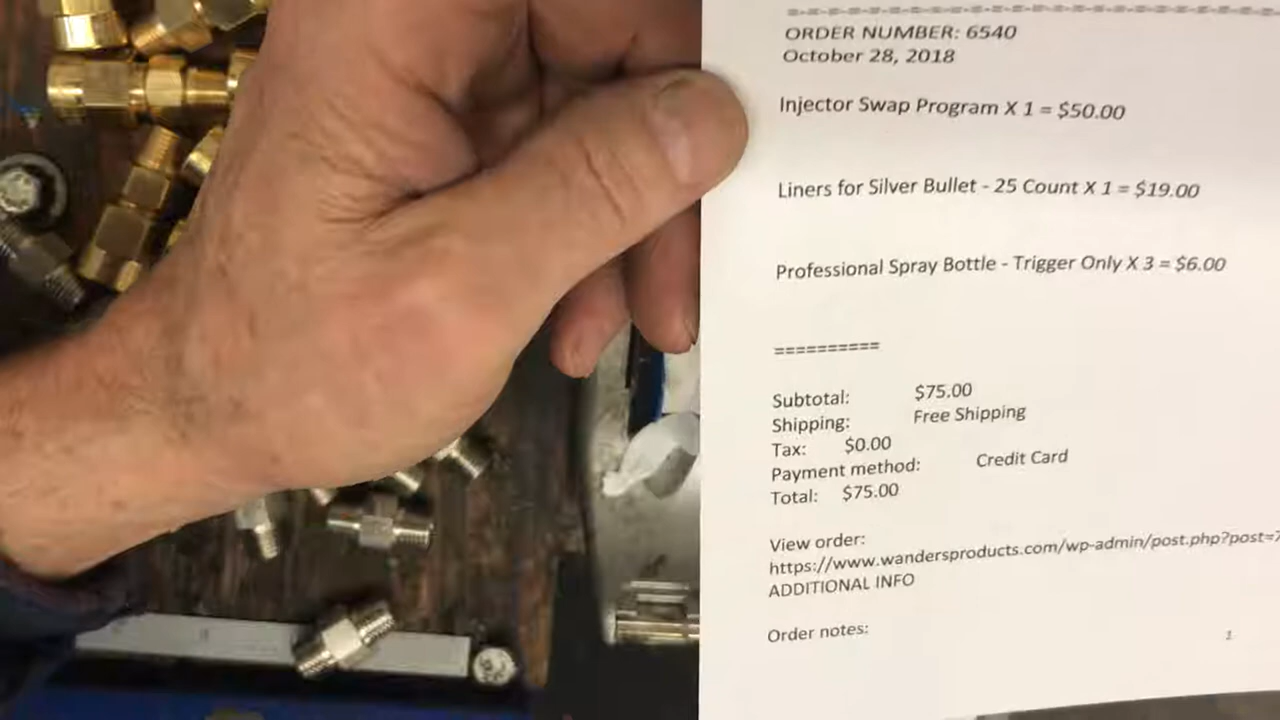 ORDER NUMBER: 6540
October 28, 2018
Injector Swap Program X 1 = $50.00
Liners for Silver Bullet - 25 Count X 1 = $19.00
Professional Spray Bottle - Trigger Only X 3 = $6.00
==========
Subtotal: $75.00
Shipping: Free Shipping
Tax: $0.00
Payment method: Credit Card
Total: $75.00
View order:
https://www.wandersproducts.com/wp-admin/post.php?post=7
ADDITIONAL INFO
Order notes:
1